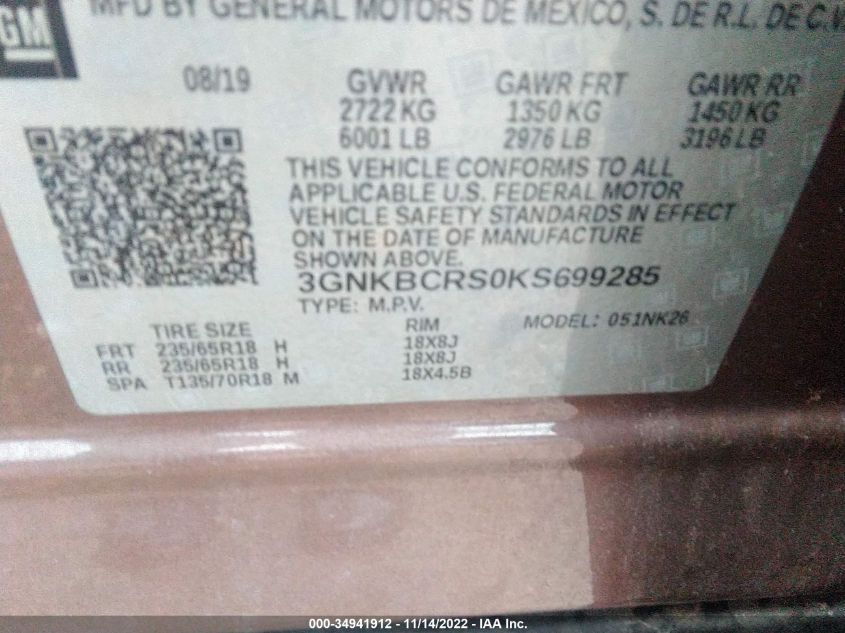 MFD BY GENERAL MOTORS DE MEXICO, S. DE R.L. DE C.V.
GM
08/19 GVWR GAWR FRT GAWR RR
2722 KG 1350 KG 1450 KG
6001 LB 2976 LB 3196 LB
THIS VEHICLE CONFORMS TO ALL
APPLICABLE U.S. FEDERAL MOTOR
VEHICLE SAFETY STANDARDS IN EFFECT
ON THE DATE OF MANUFACTURE
SHOWN ABOVE.
3GNKBCRS0KS699285
TYPE: M.P.V. MODEL: 051NK26
TIRE SIZE RIM
FRT 235/65R18 H 18X8J
RR 235/65R18 H 18X8J
SPA T135/70R18 M 18X4.5B
000-34941912 - 11/14/2022 - IAA Inc.